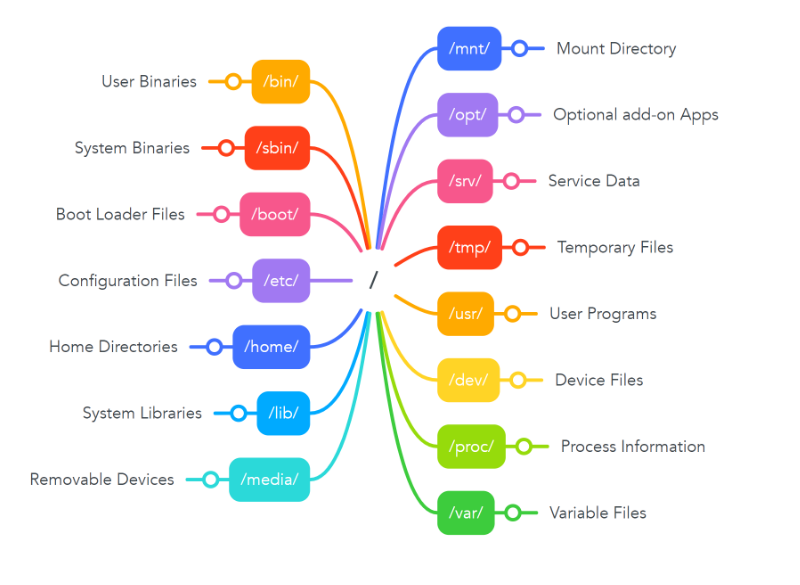 User Binaries /bin/
System Binaries /sbin/
Boot Loader Files /boot/
Configuration Files /etc/
Home Directories /home/
System Libraries /lib/
Removable Devices /media/
/
/mnt/ Mount Directory
/opt/ Optional add-on Apps
/srv/ Service Data
/tmp/ Temporary Files
/usr/ User Programs
/dev/ Device Files
/proc/ Process Information
/var/ Variable Files